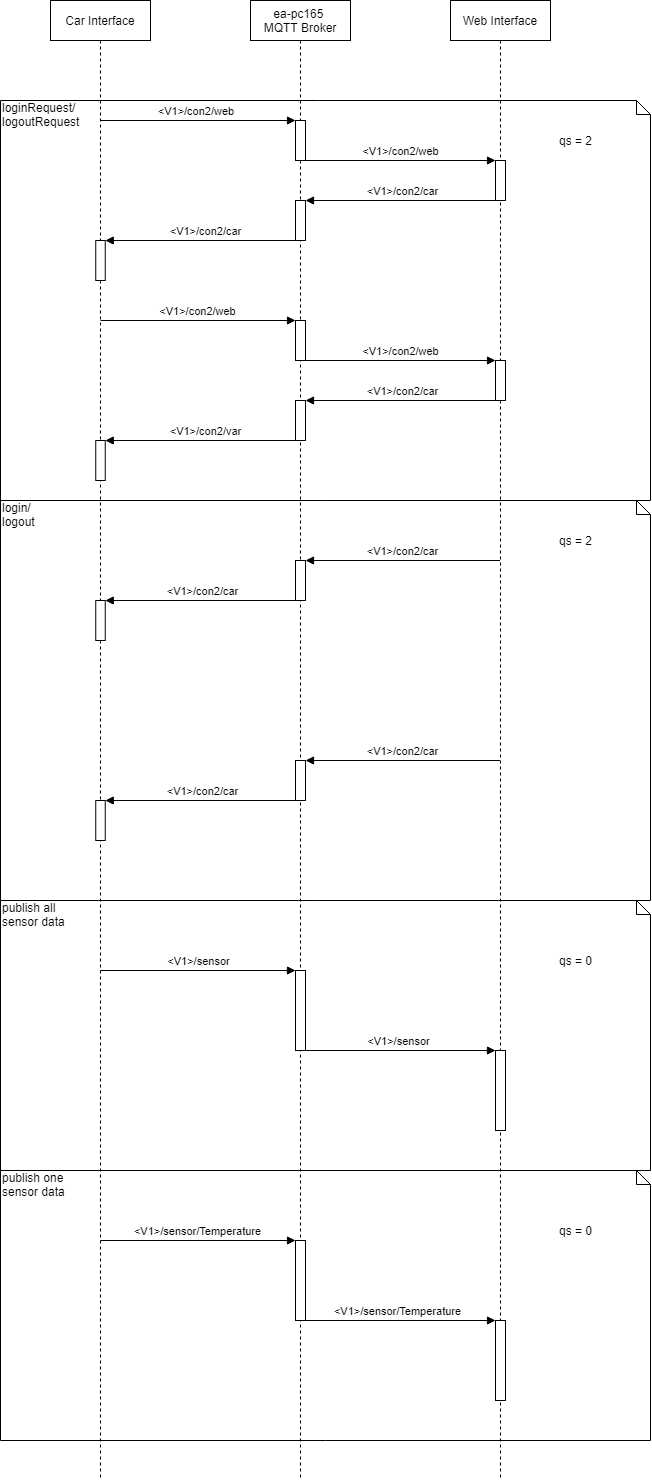 Car Interface
ea-pc165
MQTT Broker
Web Interface
loginRequest/
logoutRequest
<V1>/con2/web
qs = 2
<V1>/con2/web
<V1>/con2/car
<V1>/con2/car
<V1>/con2/web
<V1>/con2/web
<V1>/con2/car
<V1>/con2/var
login/
logout
qs = 2
<V1>/con2/car
<V1>/con2/car
<V1>/con2/car
<V1>/con2/car
publish all
sensor data
<V1>/sensor
qs = 0
<V1>/sensor
publish one
sensor data
<V1>/sensor/Temperature
qs = 0
<V1>/sensor/Temperature